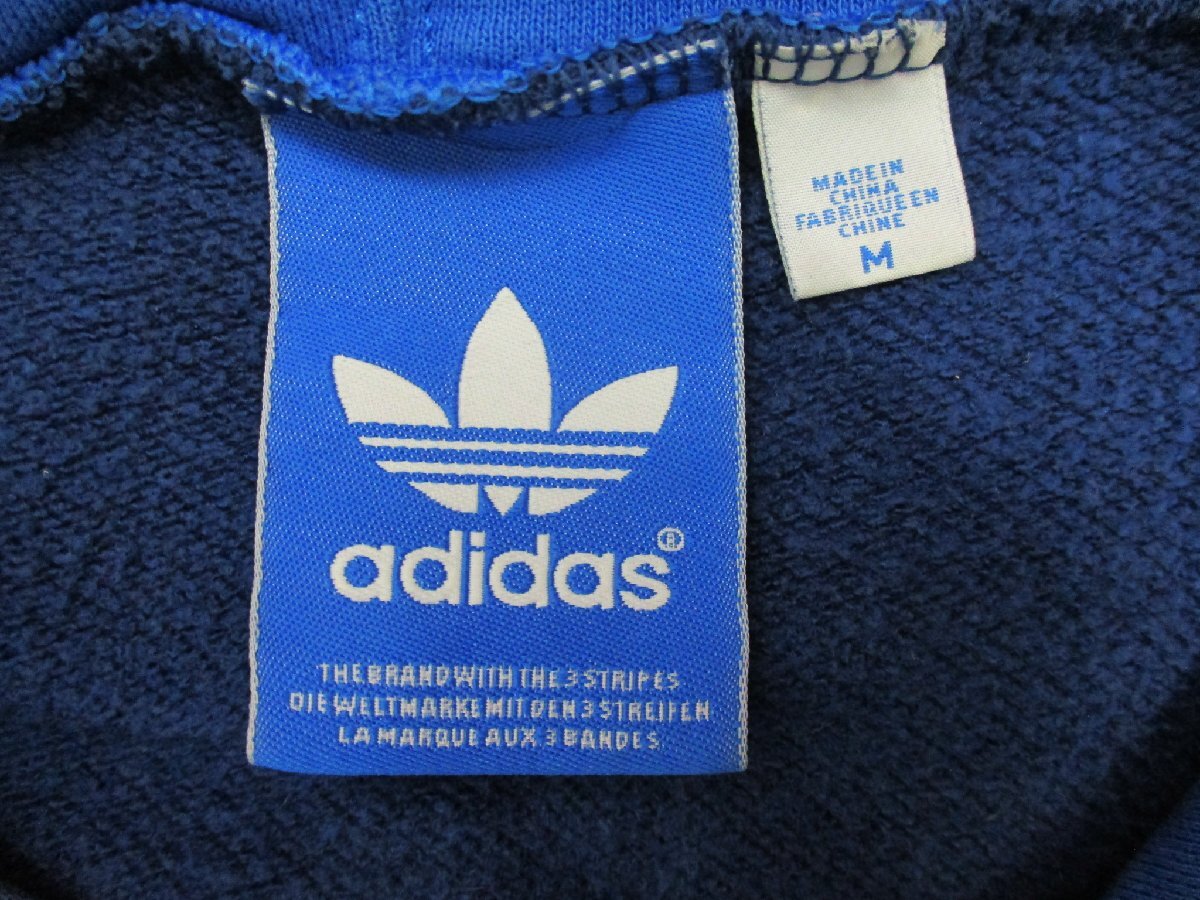 adidas®
THE BRAND WITH THE 3 STRIPES
DIE WELTMARKE MIT DEN 3 STREIFEN
LA MARQUE AUX 3 BANDES
MADE IN
CHINA
FABRIQUE EN
CHINE
M